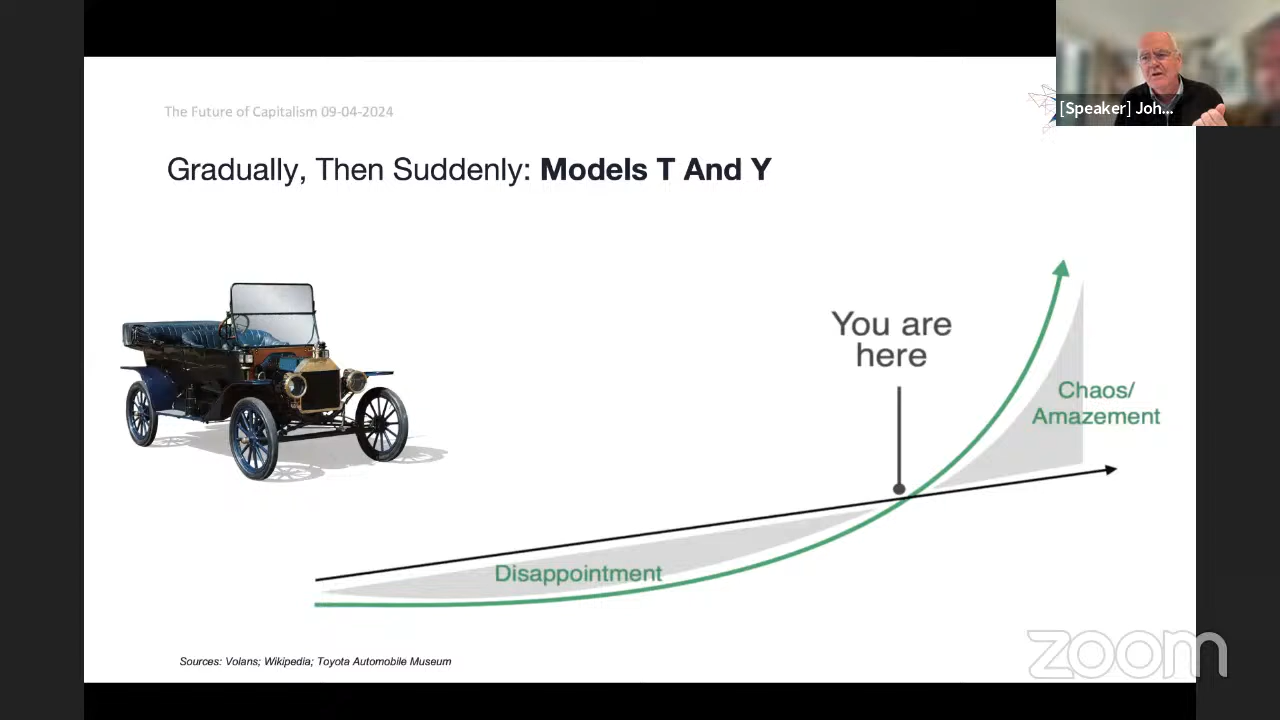 [Speaker] Joh...
The Future of Capitalism 09-04-2024
Gradually, Then Suddenly: Models T And Y
You are
here
Chaos/
Amazement
Disappointment
Sources: Volans; Wikipedia; Toyota Automobile Museum
zoom